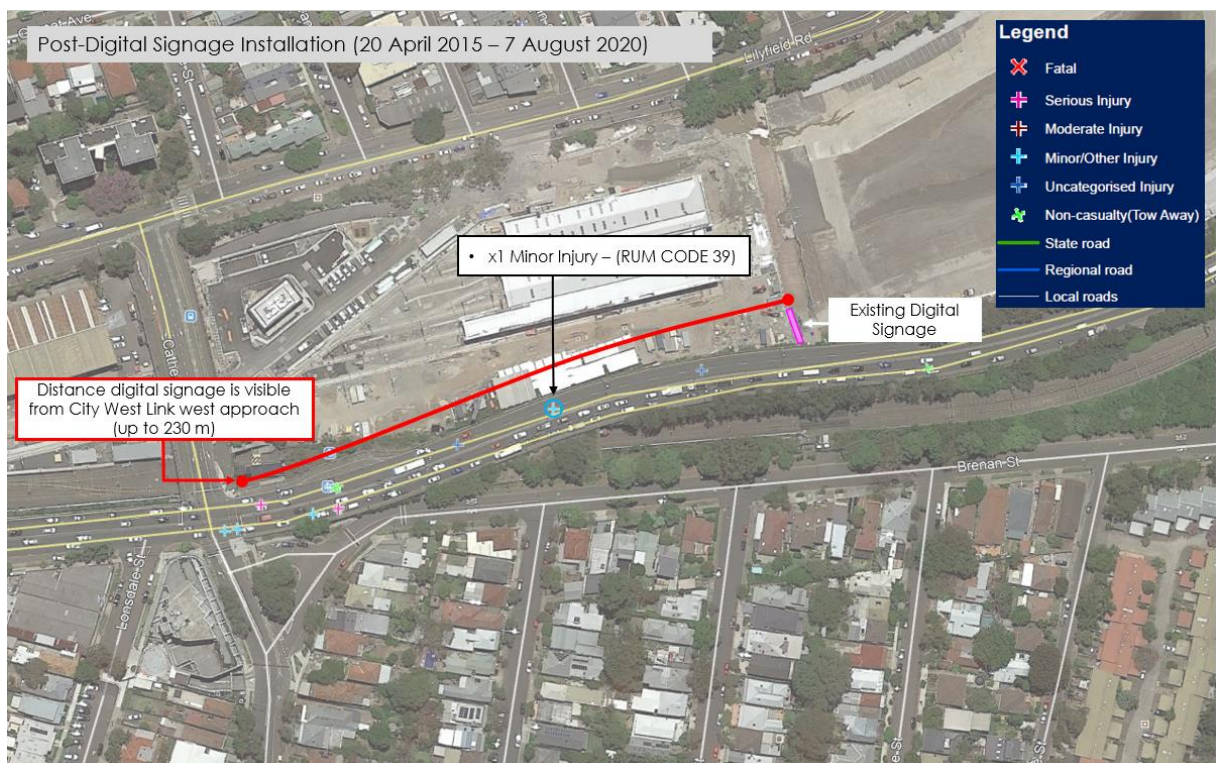 Post-Digital Signage Installation (20 April 2015 – 7 August 2020)
Legend
Fatal
Serious Injury
Moderate Injury
Minor/Other Injury
Uncategorised Injury
Non-casualty(Tow Away)
State road
Regional road
Local roads
Lilyfield Rd
• x1 Minor Injury – (RUM CODE 39)
Existing Digital
Signage
Cathe
Distance digital signage is visible
from City West Link west approach
(up to 230 m)
Brenan St
Lonsdale St